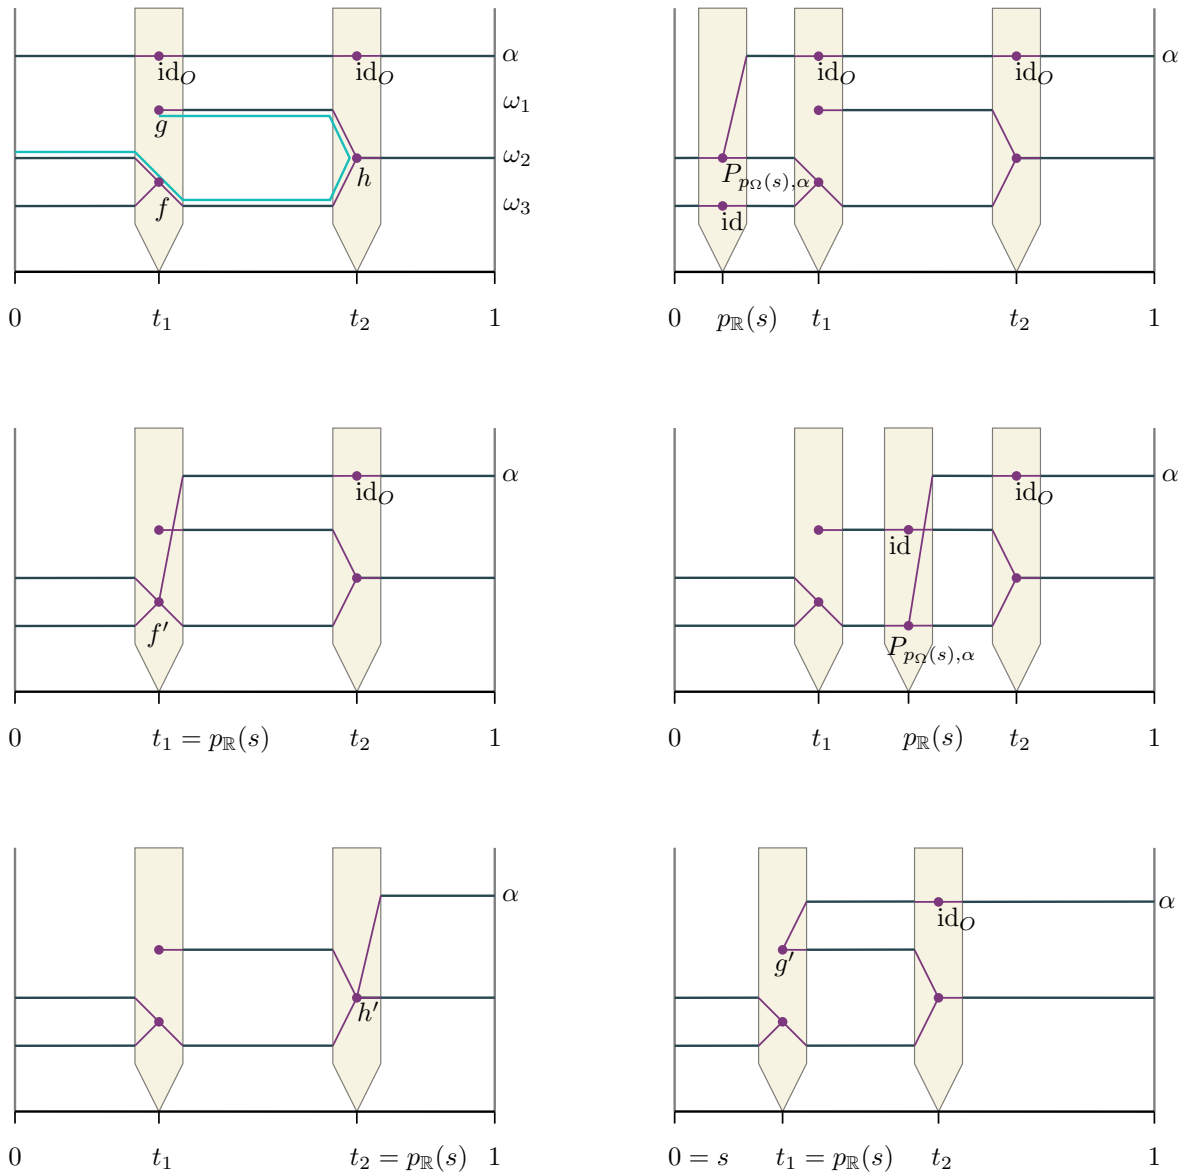 α
id_O id_O
ω₁
g
ω₂
h
f
ω₃
0 t₁ t₂ 1
α
id_O id_O
P_{p_Ω(s),α}
id
0 p_ℝ(s) t₁ t₂ 1
α
id_O
f′
0 t₁ = p_ℝ(s) t₂ 1
α
id_O
id
P_{p_Ω(s),α}
0 t₁ p_ℝ(s) t₂ 1
α
h′
0 t₁ t₂ = p_ℝ(s) 1
α
id_O
g′
0 = s t₁ = p_ℝ(s) t₂ 1